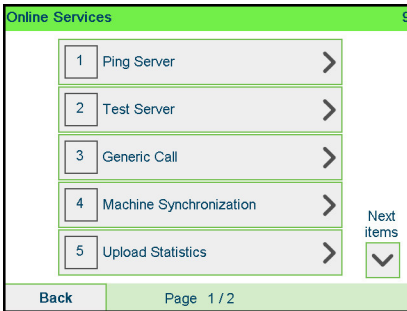 Online Services 9
1 Ping Server
2 Test Server
3 Generic Call
4 Machine Synchronization
5 Upload Statistics
Next
items
Back Page 1 / 2